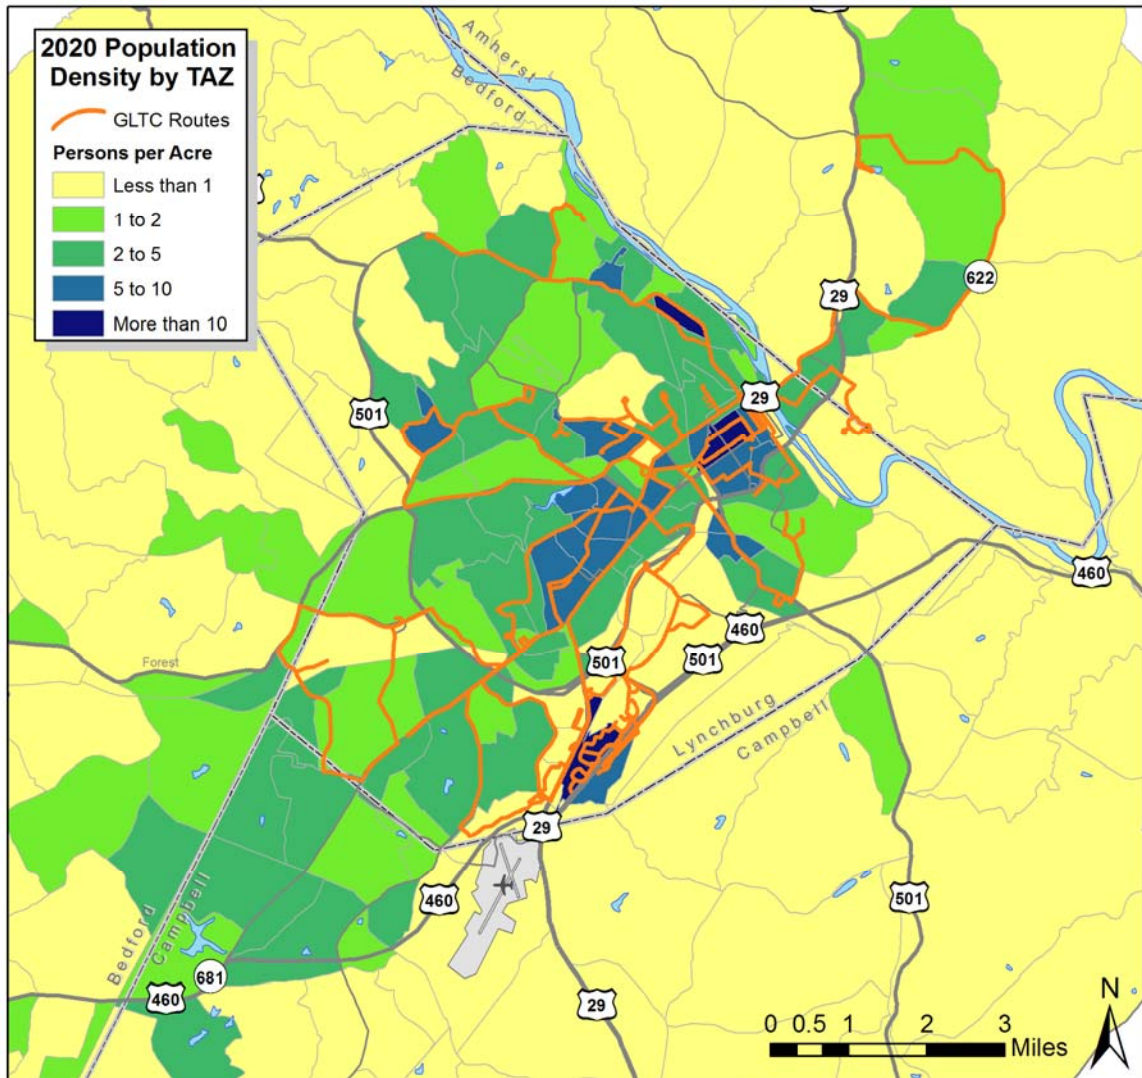 2020 Population
Density by TAZ
GLTC Routes
Persons per Acre
Less than 1
1 to 2
2 to 5
5 to 10
More than 10
Amherst
Bedford
622
29
29
501
460
460
501
501
Forest
Lynchburg
Campbell
29
460
501
Bedford
Campbell
681
460
29
N
0 0.5 1 2 3
Miles